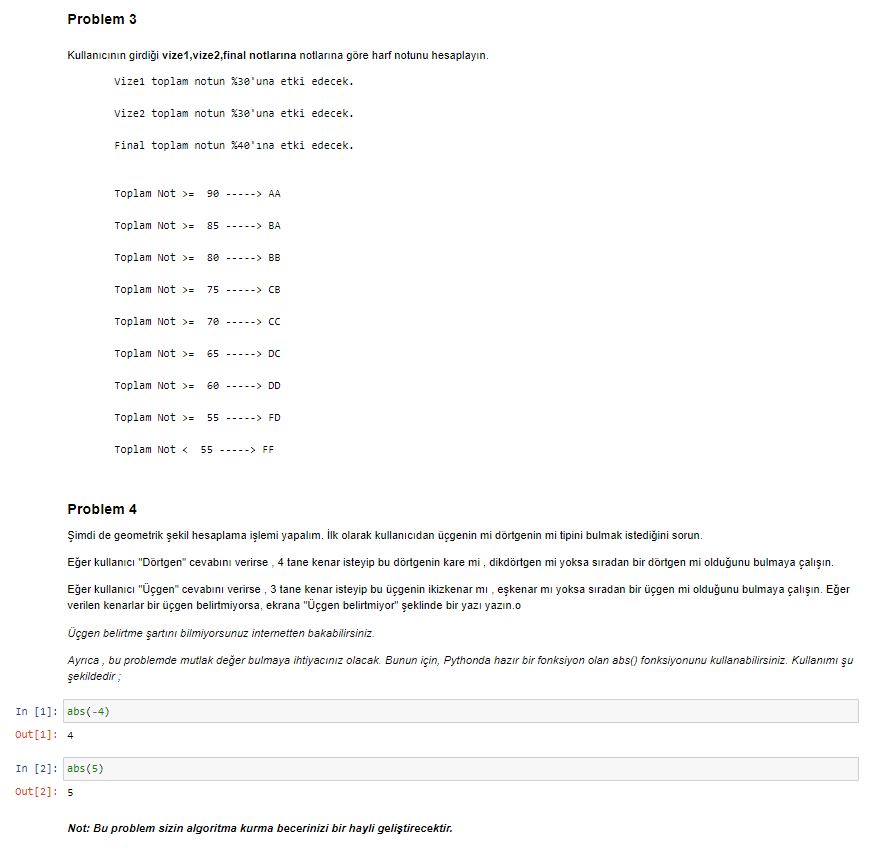 Problem 3
Kullanıcının girdiği vize1,vize2,final notlarına notlarına göre harf notunu hesaplayın.
Vize1 toplam notun %30'una etki edecek.
Vize2 toplam notun %30'una etki edecek.
Final toplam notun %40'ına etki edecek.
Toplam Not >=  90 -----> AA
Toplam Not >=  85 -----> BA
Toplam Not >=  80 -----> BB
Toplam Not >=  75 -----> CB
Toplam Not >=  70 -----> CC
Toplam Not >=  65 -----> DC
Toplam Not >=  60 -----> DD
Toplam Not >=  55 -----> FD
Toplam Not <  55 -----> FF
Problem 4
Şimdi de geometrik şekil hesaplama işlemi yapalım. İlk olarak kullanıcıdan üçgenin mi dörtgenin mi tipini bulmak istediğini sorun.
Eğer kullanıcı "Dörtgen" cevabını verirse , 4 tane kenar isteyip bu dörtgenin kare mi , dikdörtgen mi yoksa sıradan bir dörtgen mi olduğunu bulmaya çalışın.
Eğer kullanıcı "Üçgen" cevabını verirse , 3 tane kenar isteyip bu üçgenin ikizkenar mı , eşkenar mı yoksa sıradan bir üçgen mi olduğunu bulmaya çalışın. Eğer
verilen kenarlar bir üçgen belirtmiyorsa, ekrana "Üçgen belirtmiyor" şeklinde bir yazı yazın.o
Üçgen belirtme şartını bilmiyorsunuz internetten bakabilirsiniz.
Ayrıca , bu problemde mutlak değer bulmaya ihtiyacınız olacak. Bunun için, Pythonda hazır bir fonksiyon olan abs() fonksiyonunu kullanabilirsiniz. Kullanımı şu
şekildedir ;
In [1]: abs(-4)
Out[1]: 4
In [2]: abs(5)
Out[2]: 5
Not: Bu problem sizin algoritma kurma becerinizi bir hayli geliştirecektir.